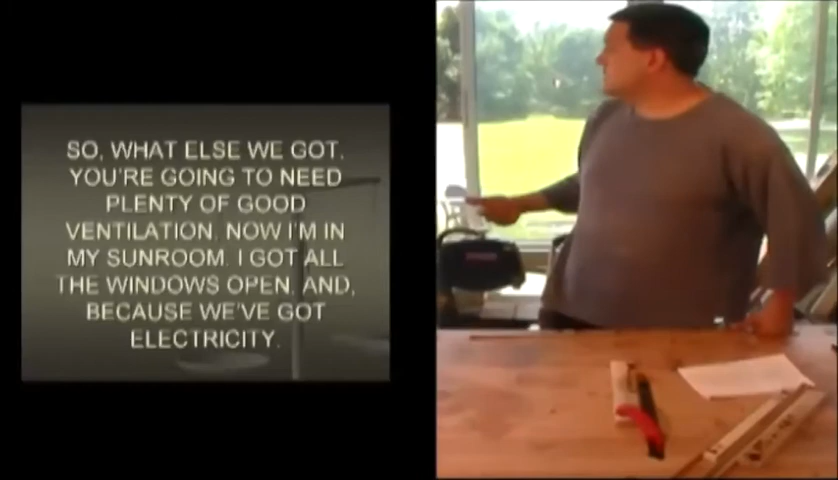 SO, WHAT ELSE WE GOT.
YOU'RE GOING TO NEED
PLENTY OF GOOD
VENTILATION. NOW I'M IN
MY SUNROOM. I GOT ALL
THE WINDOWS OPEN. AND,
BECAUSE WE'VE GOT
ELECTRICITY.